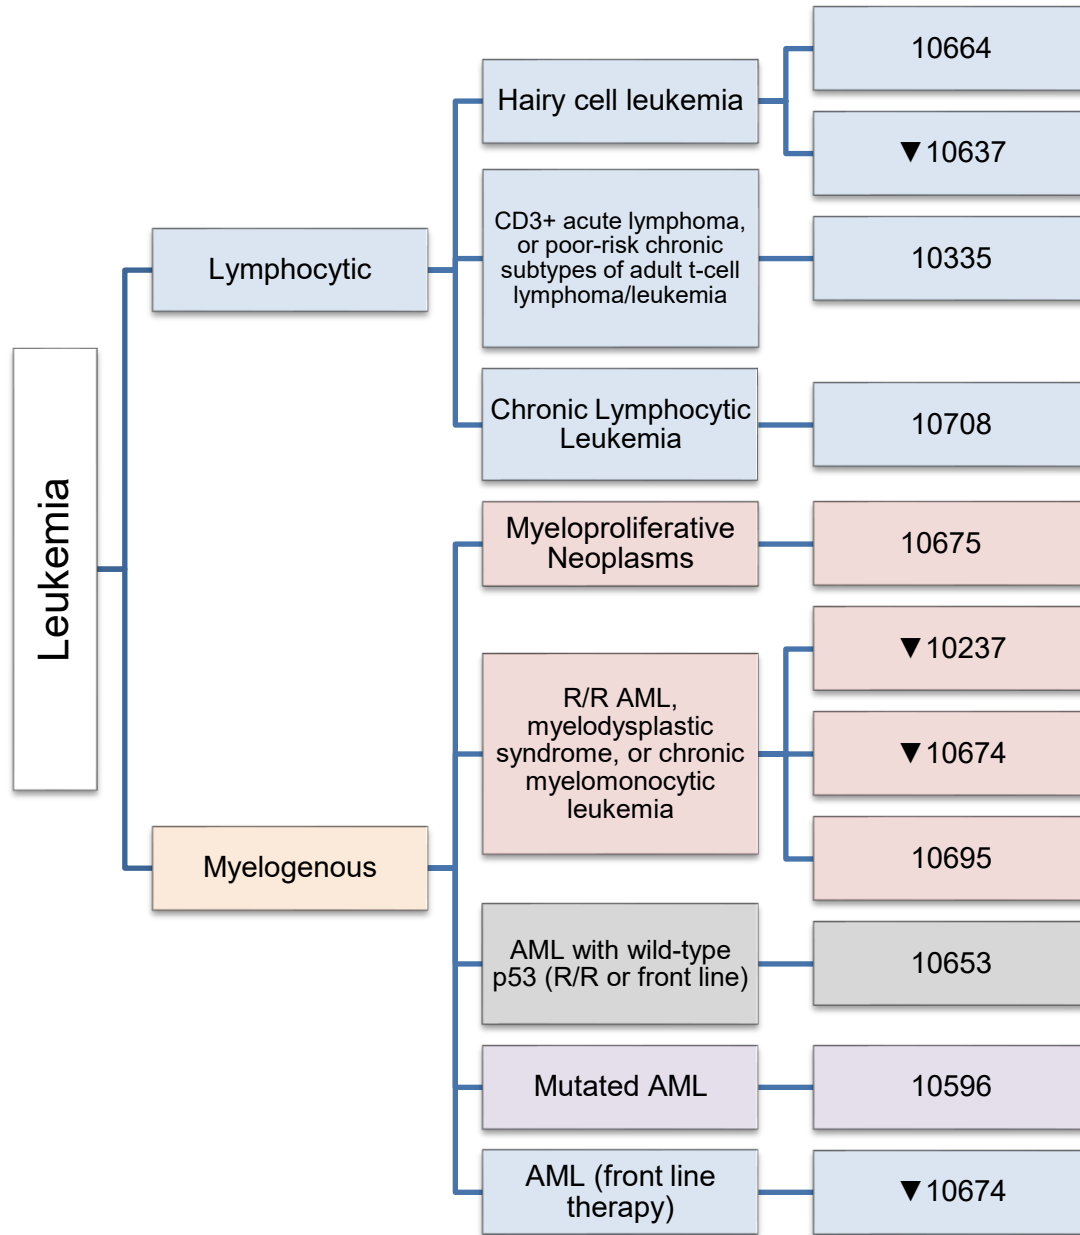 Leukemia
Lymphocytic
Hairy cell leukemia
10664
▼10637
CD3+ acute lymphoma,
or poor-risk chronic
subtypes of adult t-cell
lymphoma/leukemia
10335
Chronic Lymphocytic
Leukemia
10708
Myelogenous
Myeloproliferative
Neoplasms
10675
R/R AML,
myelodysplastic
syndrome, or chronic
myelomonocytic
leukemia
▼10237
▼10674
10695
AML with wild-type
p53 (R/R or front line)
10653
Mutated AML
10596
AML (front line
therapy)
▼10674